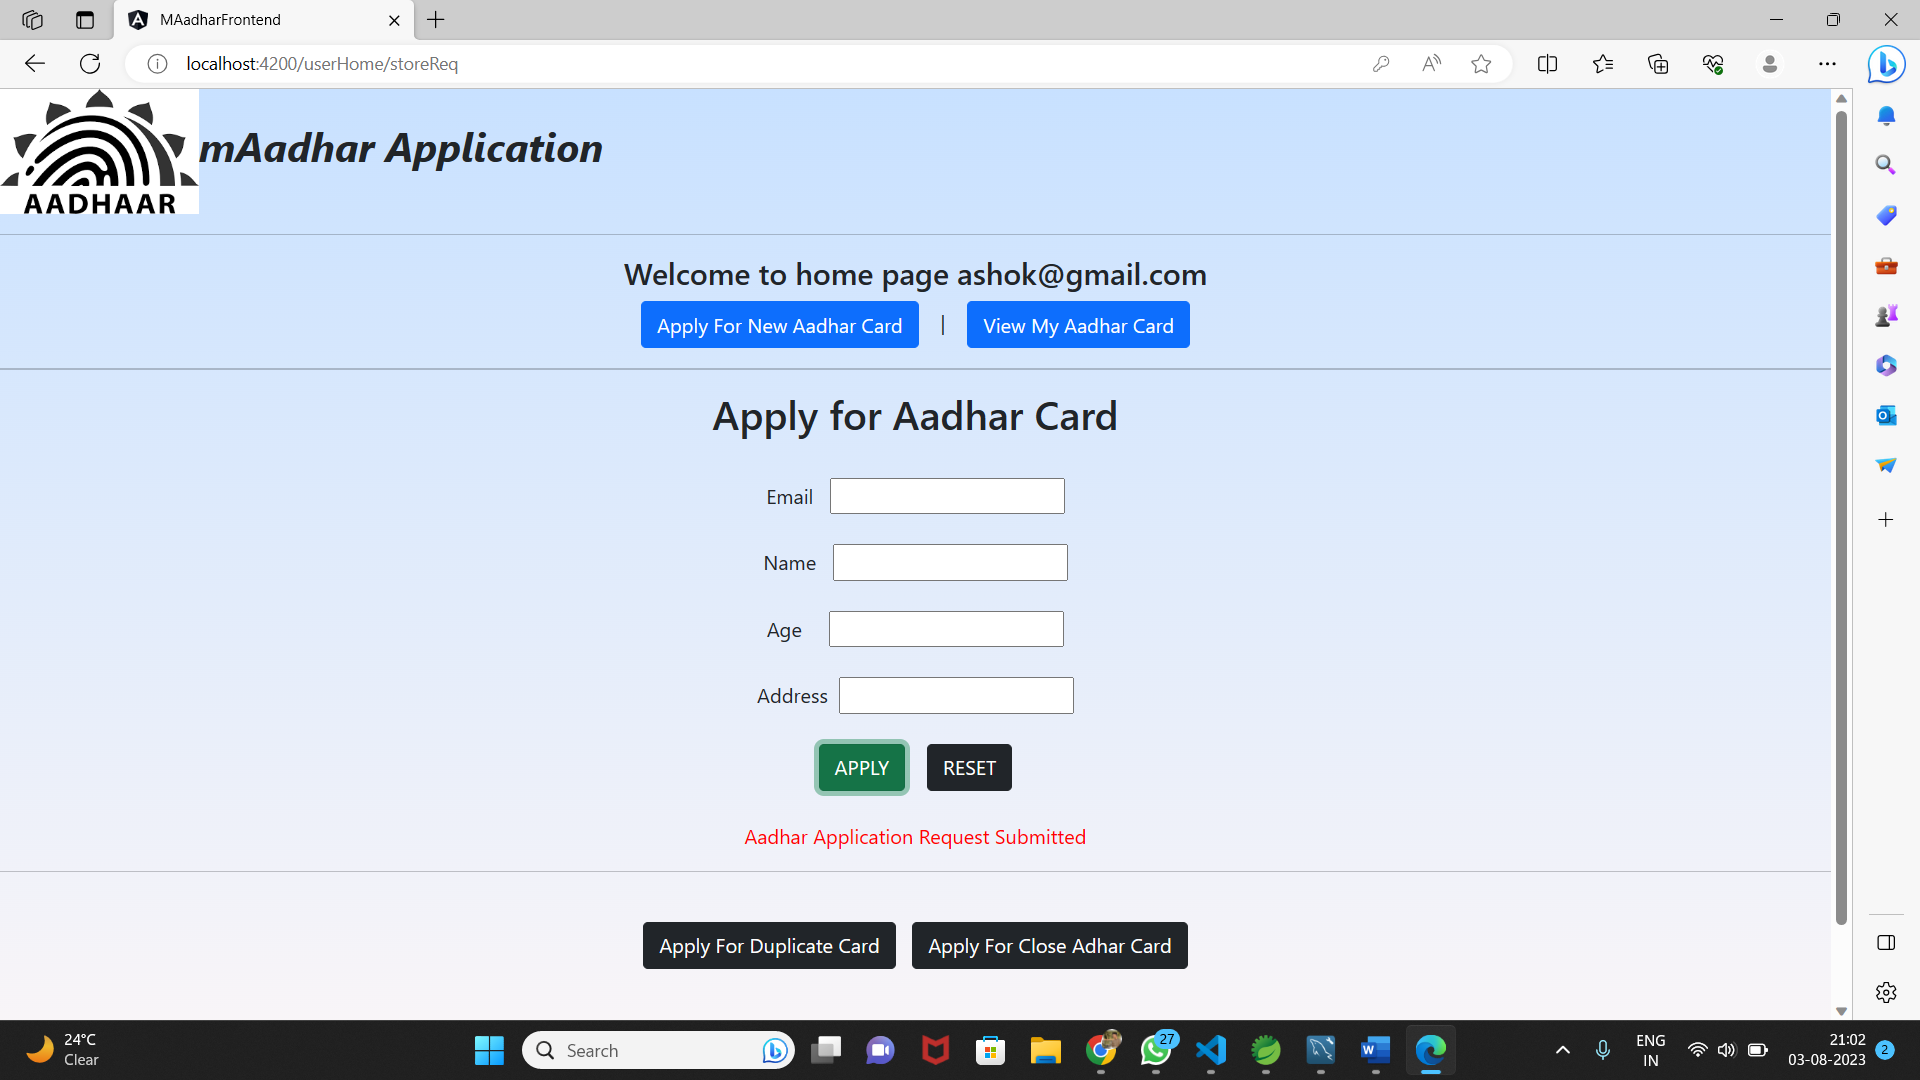 MAadharFrontend
localhost:4200/userHome/storeReq
AADHAAR
mAadhar Application
Welcome to home page ashok@gmail.com
Apply For New Aadhar Card | View My Aadhar Card
Apply for Aadhar Card
Email
Name
Age
Address
APPLY RESET
Aadhar Application Request Submitted
Apply For Duplicate Card Apply For Close Adhar Card
24°C
Clear
Search
27
ENG
IN
21:02
03-08-2023
2